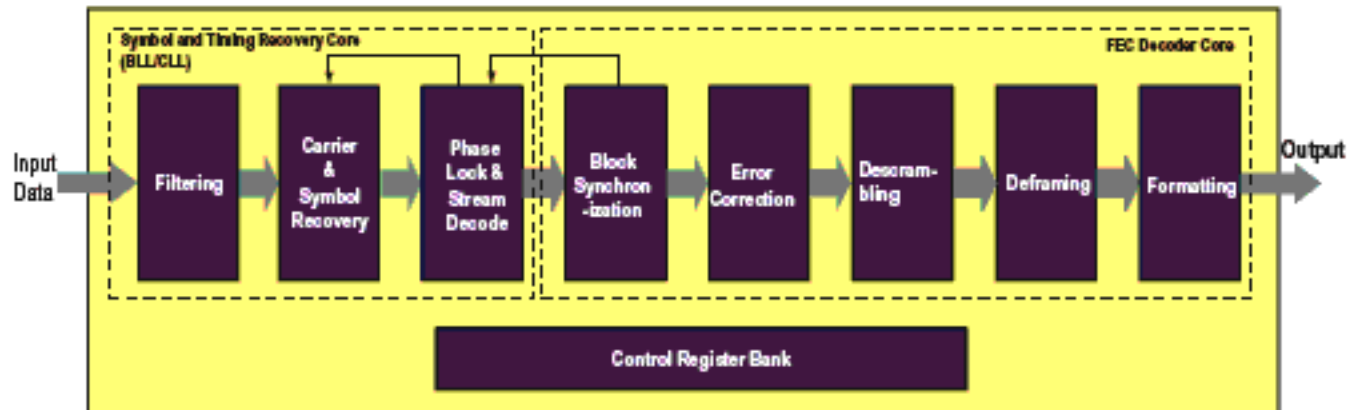 Symbol and Timing Recovery Core
(BLL/CLL)
FEC Decoder Core
Input
Data
Filtering
Carrier
&
Symbol
Recovery
Phase
Lock &
Stream
Decode
Block
Synchron
-ization
Error
Correction
Descram-
bling
Deframing
Formatting
Output
Control Register Bank